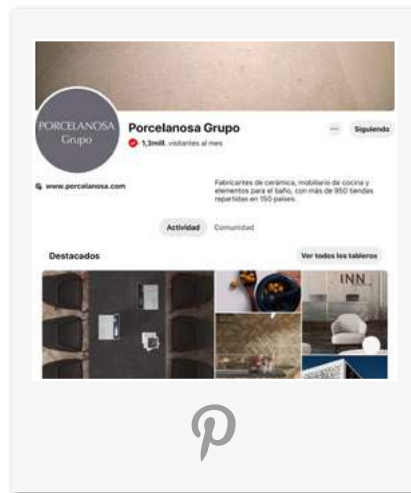 PORCELANOSA
Grupo
Porcelanosa Grupo
Siguiendo
1,3mill. visitantes al mes
www.porcelanosa.com
Fabricantes de cerámica, mobiliario de cocina y
elementos para el baño, con más de 950 tiendas
repartidas en 150 países.
Actividad
Comunidad
Destacados
Ver todos los tableros
INN